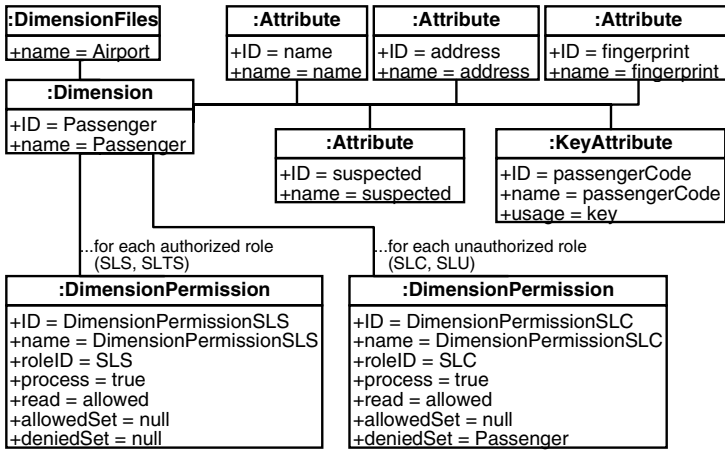 :DimensionFiles
+name = Airport
:Attribute
+ID = name
+name = name
:Attribute
+ID = address
+name = address
:Attribute
+ID = fingerprint
+name = fingerprint
:Dimension
+ID = Passenger
+name = Passenger
:Attribute
+ID = suspected
+name = suspected
:KeyAttribute
+ID = passengerCode
+name = passengerCode
+usage = key
...for each authorized role
(SLS, SLTS)
...for each unauthorized role
(SLC, SLU)
:DimensionPermission
+ID = DimensionPermissionSLS
+name = DimensionPermissionSLS
+roleID = SLS
+process = true
+read = allowed
+allowedSet = null
+deniedSet = null
:DimensionPermission
+ID = DimensionPermissionSLC
+name = DimensionPermissionSLC
+roleID = SLC
+process = true
+read = allowed
+allowedSet = null
+deniedSet = Passenger